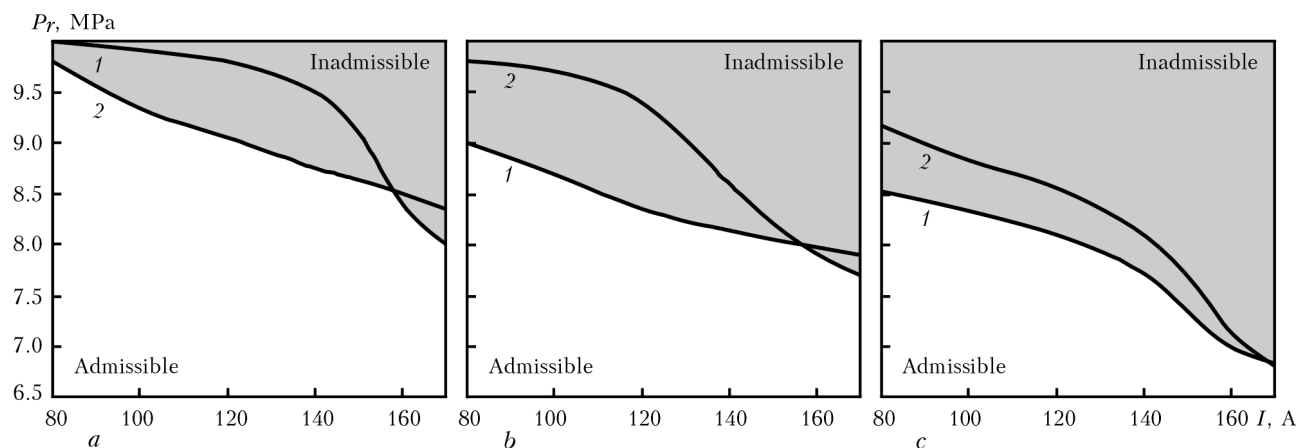 Pr, MPa
Inadmissible
Inadmissible
Inadmissible
1
2
2
1
2
1
9.5
9.0
8.5
8.0
7.5
7.0
6.5
Admissible
Admissible
Admissible
80 100 120 140 160
80 100 120 140 160
80 100 120 140 160 I, A
a
b
c